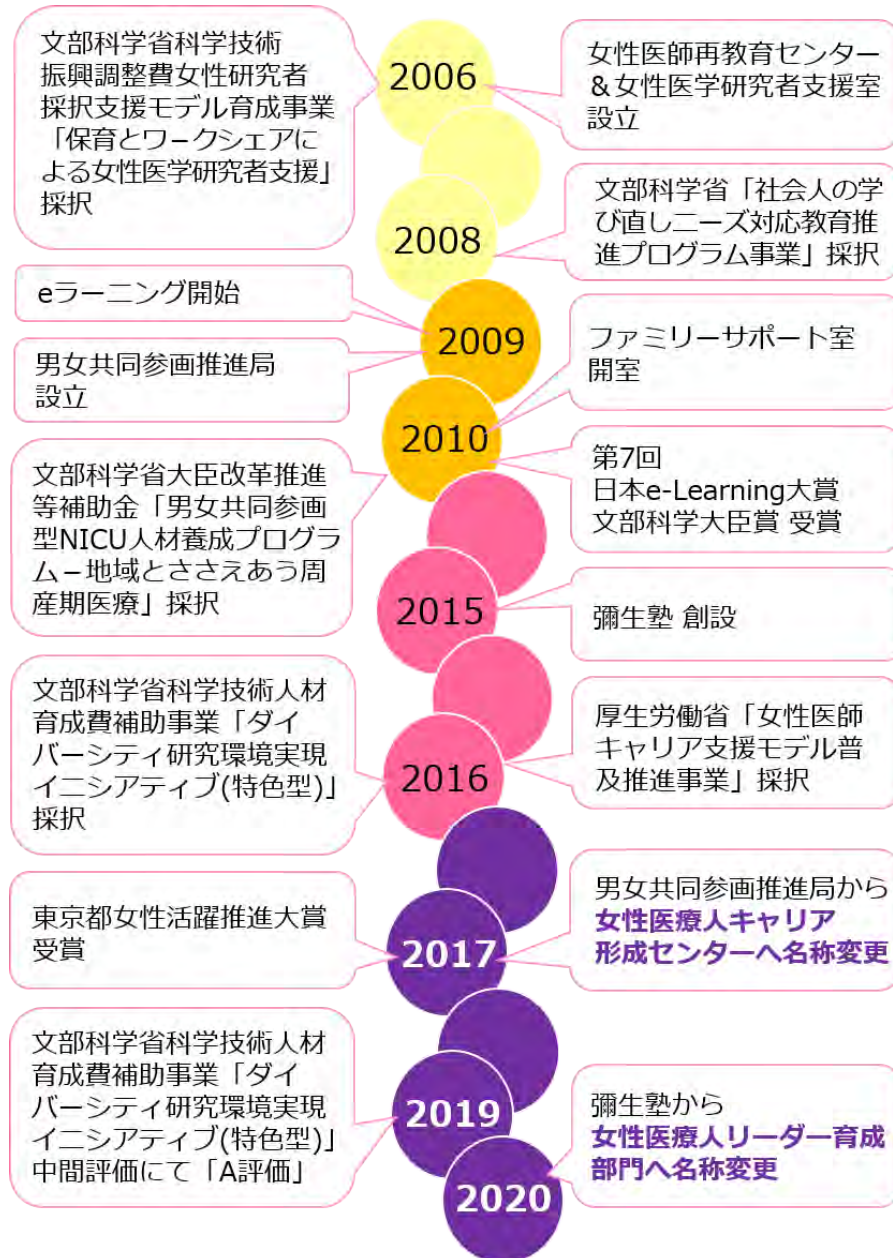 文部科学省科学技術
振興調整費女性研究者
採択支援モデル育成事業
「保育とワークシェアに
よる女性医学研究者支援」
採択
2006
女性医師再教育センター
＆女性医学研究者支援室
設立
2008
文部科学省「社会人の学
び直しニーズ対応教育推
進プログラム事業」採択
eラーニング開始
2009
男女共同参画推進局
設立
ファミリーサポート室
開室
2010
第7回
日本e-Learning大賞
文部科学大臣賞 受賞
文部科学省大臣改革推進
等補助金「男女共同参画
型NICU人材養成プログラ
ム－地域とささえあう周
産期医療」採択
2015
彌生塾 創設
文部科学省科学技術人材
育成費補助事業「ダイ
バーシティ研究環境実現
イニシアティブ(特色型)」
採択
2016
厚生労働省「女性医師
キャリア支援モデル普
及推進事業」採択
東京都女性活躍推進大賞
受賞
2017
男女共同参画推進局から
女性医療人キャリア
形成センターへ名称変更
文部科学省科学技術人材
育成費補助事業「ダイ
バーシティ研究環境実現
イニシアティブ(特色型)」
中間評価にて「A評価」
2019
彌生塾から
女性医療人リーダー育成
部門へ名称変更
2020